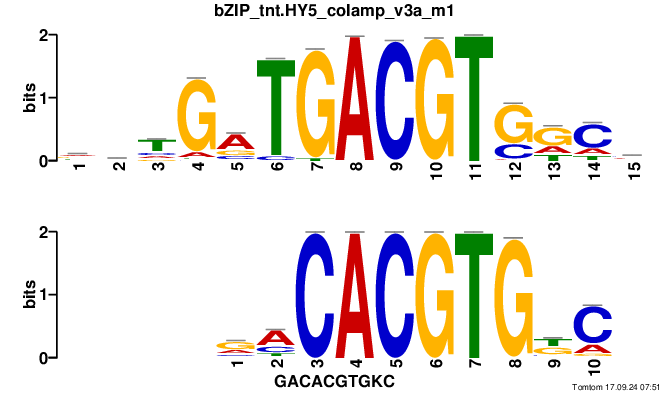 bZIP_tnt.HY5_colamp_v3a_m1
2
1
0
bits
1 2 3 4 5 6 7 8 9 10 11 12 13 14 15
2
1
0
bits
1 2 3 4 5 6 7 8 9 10
GACACGTGKC
Tomtom 17.09.24 07:51